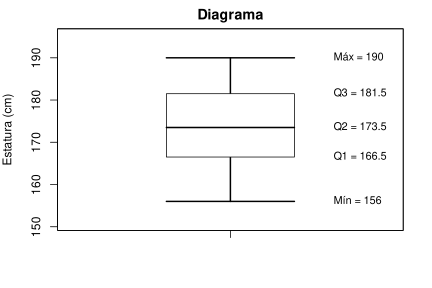 Diagrama
Estatura (cm)
190
180
170
160
150
Máx = 190
Q3 = 181.5
Q2 = 173.5
Q1 = 166.5
Mín = 156